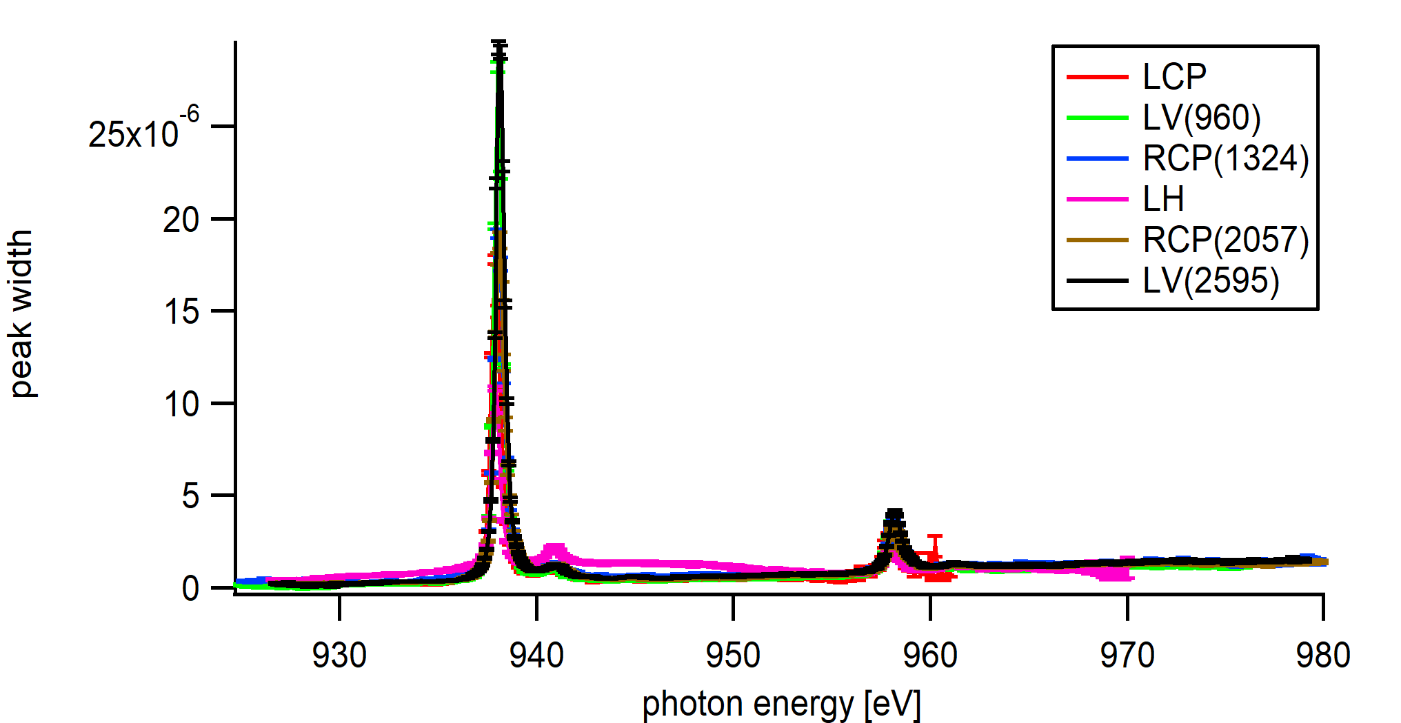 25x10-6
20
15
10
5
0
peak width
930
940
950
960
970
980
photon energy [eV]
LCP
LV(960)
RCP(1324)
LH
RCP(2057)
LV(2595)